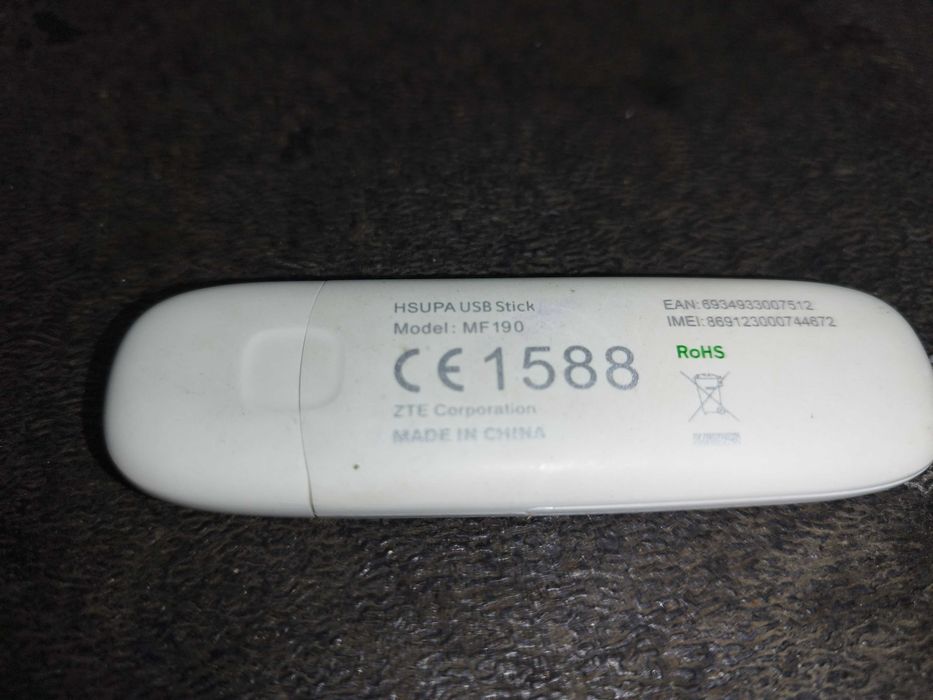 HSUPA USB Stick
Model: MF190
CE1588
ZTE Corporation
MADE IN CHINA
EAN: 6934933007512
IMEI: 869123000744672
RoHS